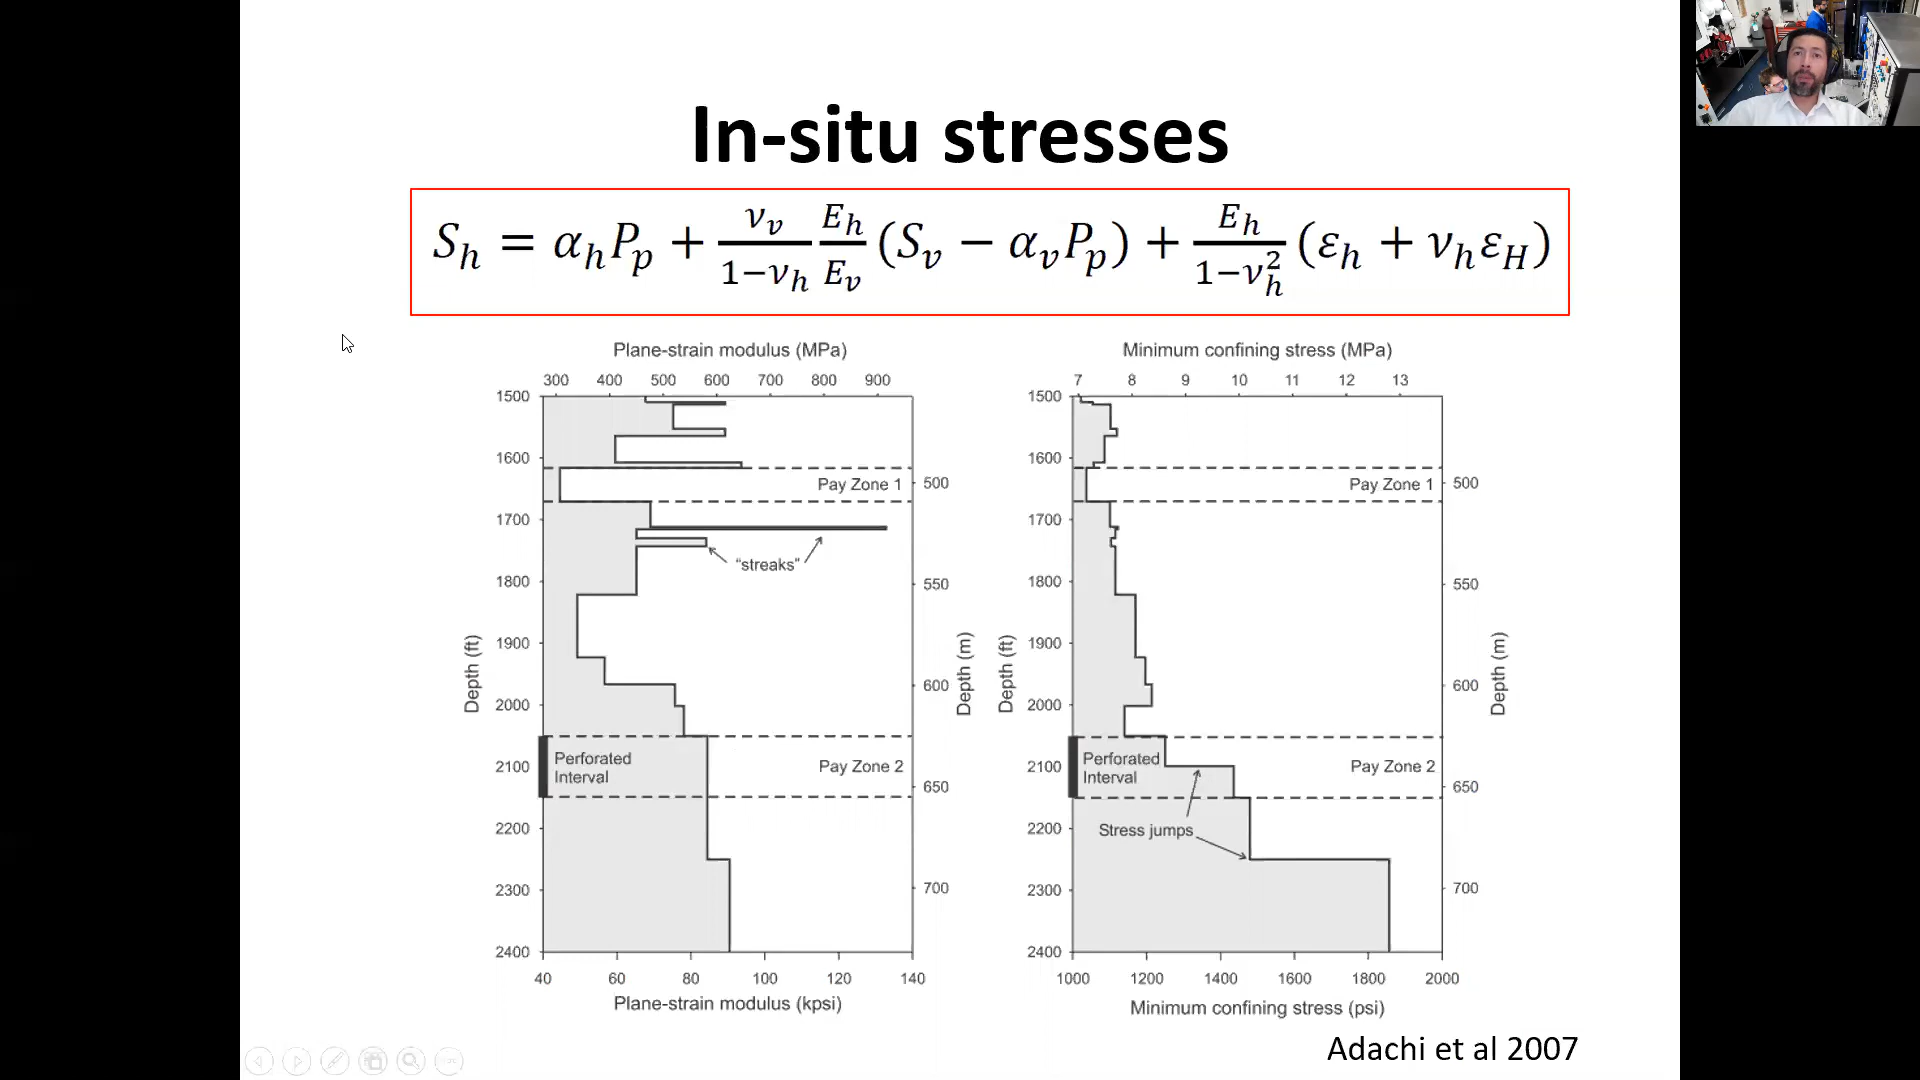 In-situ stresses
S_h = α_h P_p + ν_v/(1−ν_h) E_h/E_v (S_v − α_v P_p) + E_h/(1−ν_h^2) (ε_h + ν_h ε_H)
Plane-strain modulus (MPa)
300 400 500 600 700 800 900
1500
1600
1700
1800
1900
2000
2100
2200
2300
2400
Depth (ft)
Pay Zone 1
"streaks"
Perforated
Interval
Pay Zone 2
500
550
600
650
700
Depth (m)
40 60 80 100 120 140
Plane-strain modulus (kpsi)
Minimum confining stress (MPa)
7 8 9 10 11 12 13
1500
1600
1700
1800
1900
2000
2100
2200
2300
2400
Depth (ft)
Pay Zone 1
Perforated
Interval
Pay Zone 2
Stress jumps
500
550
600
650
700
Depth (m)
1000 1200 1400 1600 1800 2000
Minimum confining stress (psi)
Adachi et al 2007